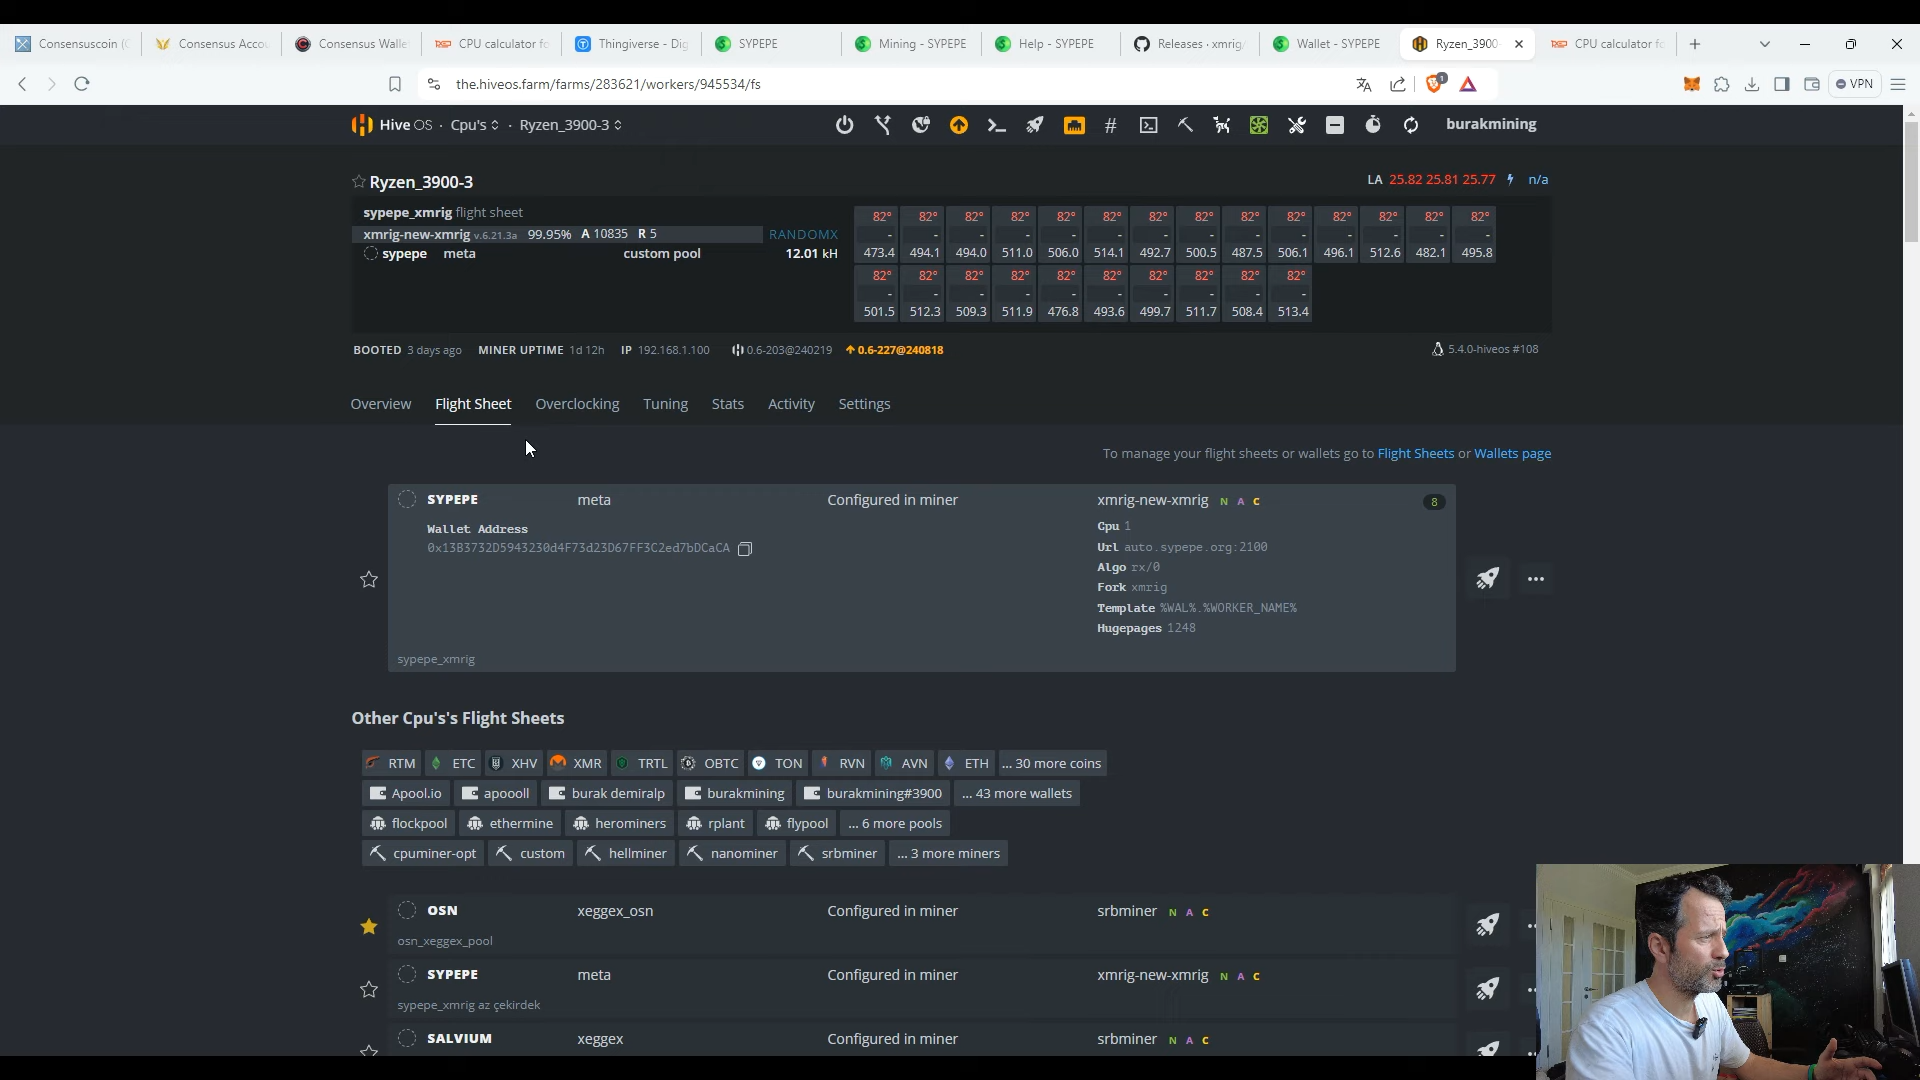 Consensuscoin (C
Consensus Accou
Consensus Walle
CPU calculator fo
Thingiverse - Dig
SYPEPE
Mining - SYPEPE
Help - SYPEPE
Releases · xmrig
Wallet - SYPEPE
Ryzen_3900-
CPU calculator fo
the.hiveos.farm/farms/283621/workers/945534/fs
1
VPN
Hive OS · Cpu's · Ryzen_3900-3
burakmining
Ryzen_3900-3
LA 25.82 25.81 25.77 n/a
sypepe_xmrig flight sheet
xmrig-new-xmrig v.6.21.3a 99.95% A 10835 R 5 RANDOMX
sypepe meta custom pool 12.01 kH
82° 82° 82° 82° 82° 82° 82° 82° 82° 82° 82° 82° 82° 82°
- - - - - - - - - - - - - -
473.4 494.1 494.0 511.0 506.0 514.1 492.7 500.5 487.5 506.1 496.1 512.6 482.1 495.8
82° 82° 82° 82° 82° 82° 82° 82° 82° 82°
- - - - - - - - - -
501.5 512.3 509.3 511.9 476.8 493.6 499.7 511.7 508.4 513.4
BOOTED 3 days ago MINER UPTIME 1d 12h IP 192.168.1.100 0.6-203@240219 0.6-227@240818 5.4.0-hiveos #108
Overview Flight Sheet Overclocking Tuning Stats Activity Settings
To manage your flight sheets or wallets go to Flight Sheets or Wallets page
SYPEPE meta Configured in miner xmrig-new-xmrig N A C 8
Wallet Address
0x13B3732D5943230d4F73d23D67FF3C2ed7bDCaCA
Cpu 1
Url auto.sypepe.org:2100
Algo rx/0
Fork xmrig
Template %WAL%.%WORKER_NAME%
Hugepages 1248
sypepe_xmrig
Other Cpu's's Flight Sheets
RTM ETC XHV XMR TRTL OBTC TON RVN AVN ETH ... 30 more coins
Apool.io apoooll burak demiralp burakmining burakmining#3900 ... 43 more wallets
flockpool ethermine herominers rplant flypool ... 6 more pools
cpuminer-opt custom hellminer nanominer srbminer ... 3 more miners
OSN xeggex_osn Configured in miner srbminer N A C
osn_xeggex_pool
SYPEPE meta Configured in miner xmrig-new-xmrig N A C
sypepe_xmrig az çekirdek
SALVIUM xeggex Configured in miner srbminer N A C